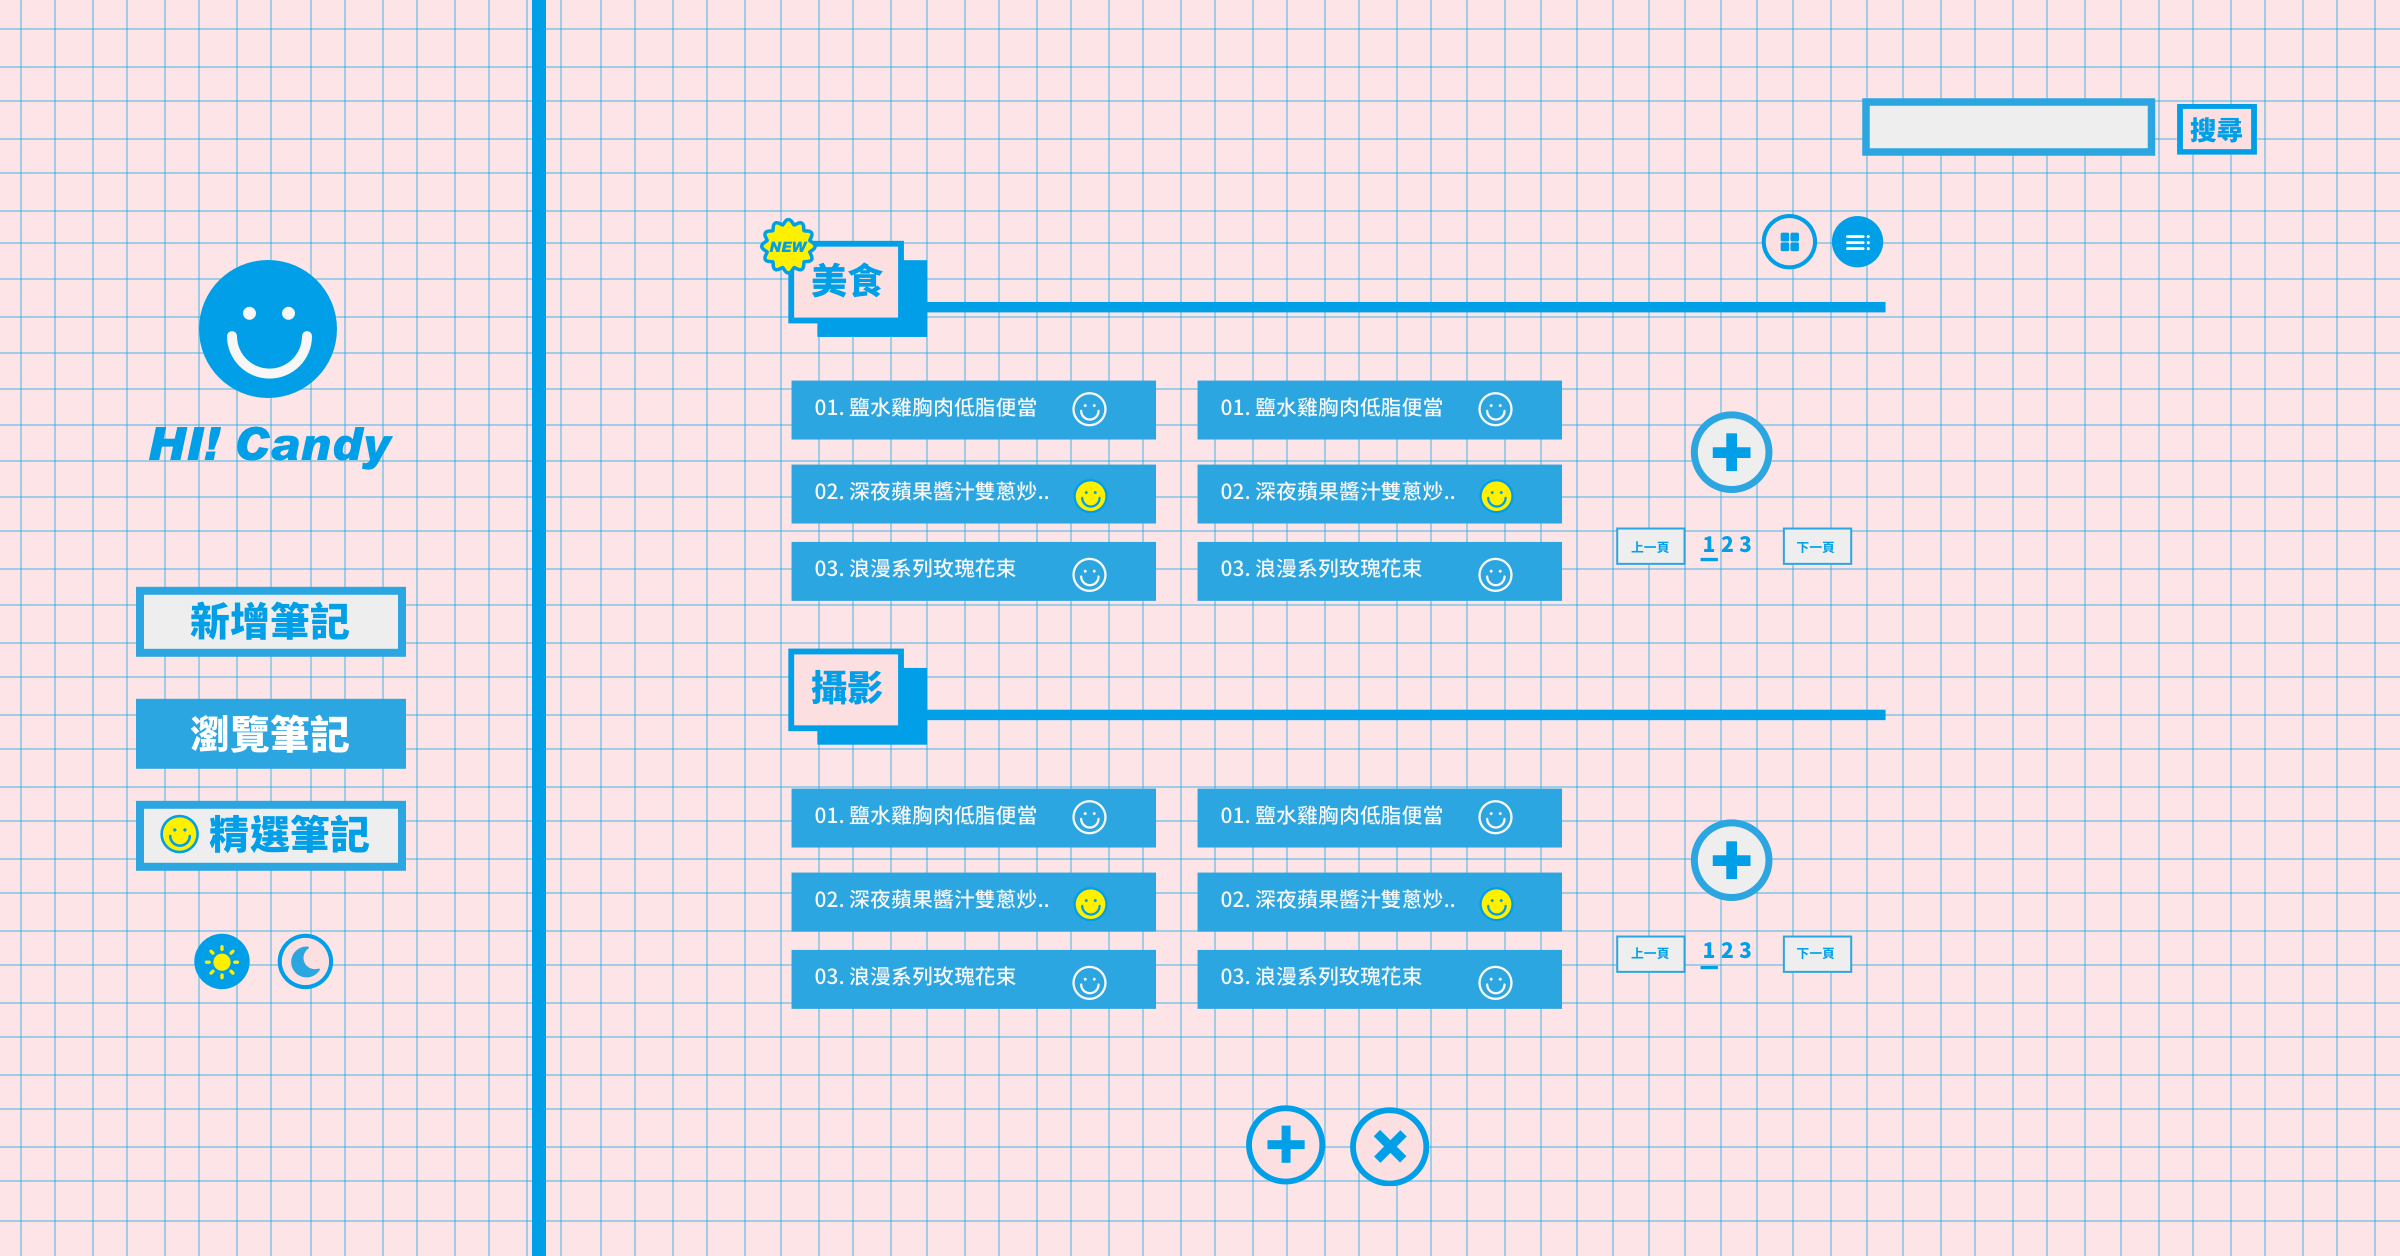 HI! Candy
新增筆記
瀏覽筆記
精選筆記
搜尋
NEW
美食
01. 鹽水雞胸肉低脂便當
01. 鹽水雞胸肉低脂便當
02. 深夜蘋果醬汁雙蔥炒..
02. 深夜蘋果醬汁雙蔥炒..
03. 浪漫系列玫瑰花束
03. 浪漫系列玫瑰花束
上一頁 1 2 3 下一頁
攝影
01. 鹽水雞胸肉低脂便當
01. 鹽水雞胸肉低脂便當
02. 深夜蘋果醬汁雙蔥炒..
02. 深夜蘋果醬汁雙蔥炒..
03. 浪漫系列玫瑰花束
03. 浪漫系列玫瑰花束
上一頁 1 2 3 下一頁